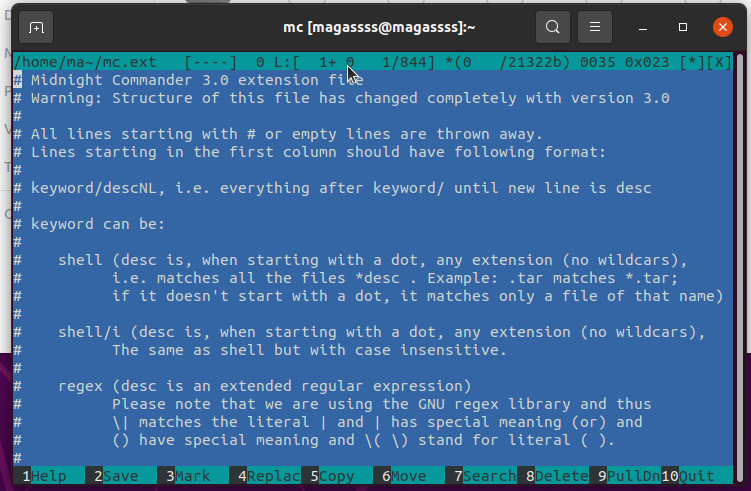 mc [magassss@magassss]:~
/home/ma~/mc.ext   [----]  0 L:[  1+ 0   1/844] *(0   /21322b) 0035 0x023 [*][X]
# Midnight Commander 3.0 extension file
# Warning: Structure of this file has changed completely with version 3.0
#
# All lines starting with # or empty lines are thrown away.
# Lines starting in the first column should have following format:
#
# keyword/descNL, i.e. everything after keyword/ until new line is desc
#
# keyword can be:
#
#    shell (desc is, when starting with a dot, any extension (no wildcars),
#          i.e. matches all the files *desc . Example: .tar matches *.tar;
#          if it doesn't start with a dot, it matches only a file of that name)
#
#    shell/i (desc is, when starting with a dot, any extension (no wildcars),
#          The same as shell but with case insensitive.
#
#    regex (desc is an extended regular expression)
#          Please note that we are using the GNU regex library and thus
#          \| matches the literal | and | has special meaning (or) and
#          () have special meaning and \( \) stand for literal ( ).
#
1Help  2Save  3Mark  4Replac 5Copy  6Move  7Search 8Delete 9PullDn 10Quit